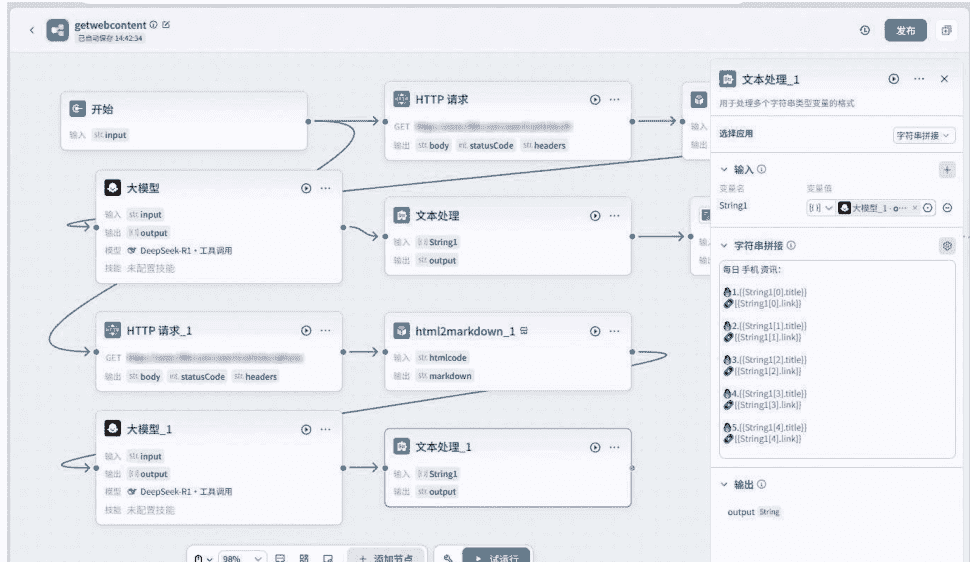 getwebcontent
已自动保存 14:42:34
发布
开始
输入 str. input
HTTP 请求
GET
输出 str. body int. statusCode str. headers
输入
输出
大模型
输入 str. input
输出 output
模型 DeepSeek-R1 · 工具调用
技能 未配置技能
文本处理
输入 String1
输出 str. output
HTTP 请求_1
GET
输出 str. body int. statusCode str. headers
html2markdown_1
输入 str. htmlcode
输出 str. markdown
大模型_1
输入 str. input
输出 output
模型 DeepSeek-R1 · 工具调用
技能 未配置技能
文本处理_1
输入 String1
输出 str. output
98%
添加节点
试运行
文本处理_1
用于处理多个字符串类型变量的格式
选择应用 字符串拼接
输入
变量名 变量值
String1 大模型_1 - o···
字符串拼接
每日 手机 资讯:
1.{{String1[0].title}}
{{String1[0].link}}
2.{{String1[1].title}}
{{String1[1].link}}
3.{{String1[2].title}}
{{String1[2].link}}
4.{{String1[3].title}}
{{String1[3].link}}
5.{{String1[4].title}}
{{String1[4].link}}
输出
output String